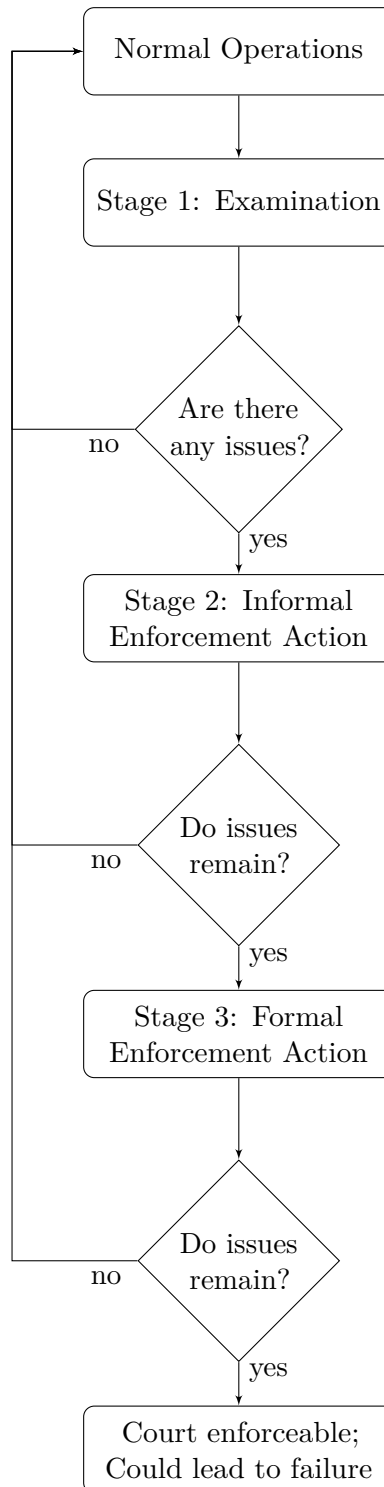 Normal Operations
Stage 1: Examination
Are there
any issues?
no
yes
Stage 2: Informal
Enforcement Action
Do issues
remain?
no
yes
Stage 3: Formal
Enforcement Action
Do issues
remain?
no
yes
Court enforceable;
Could lead to failure